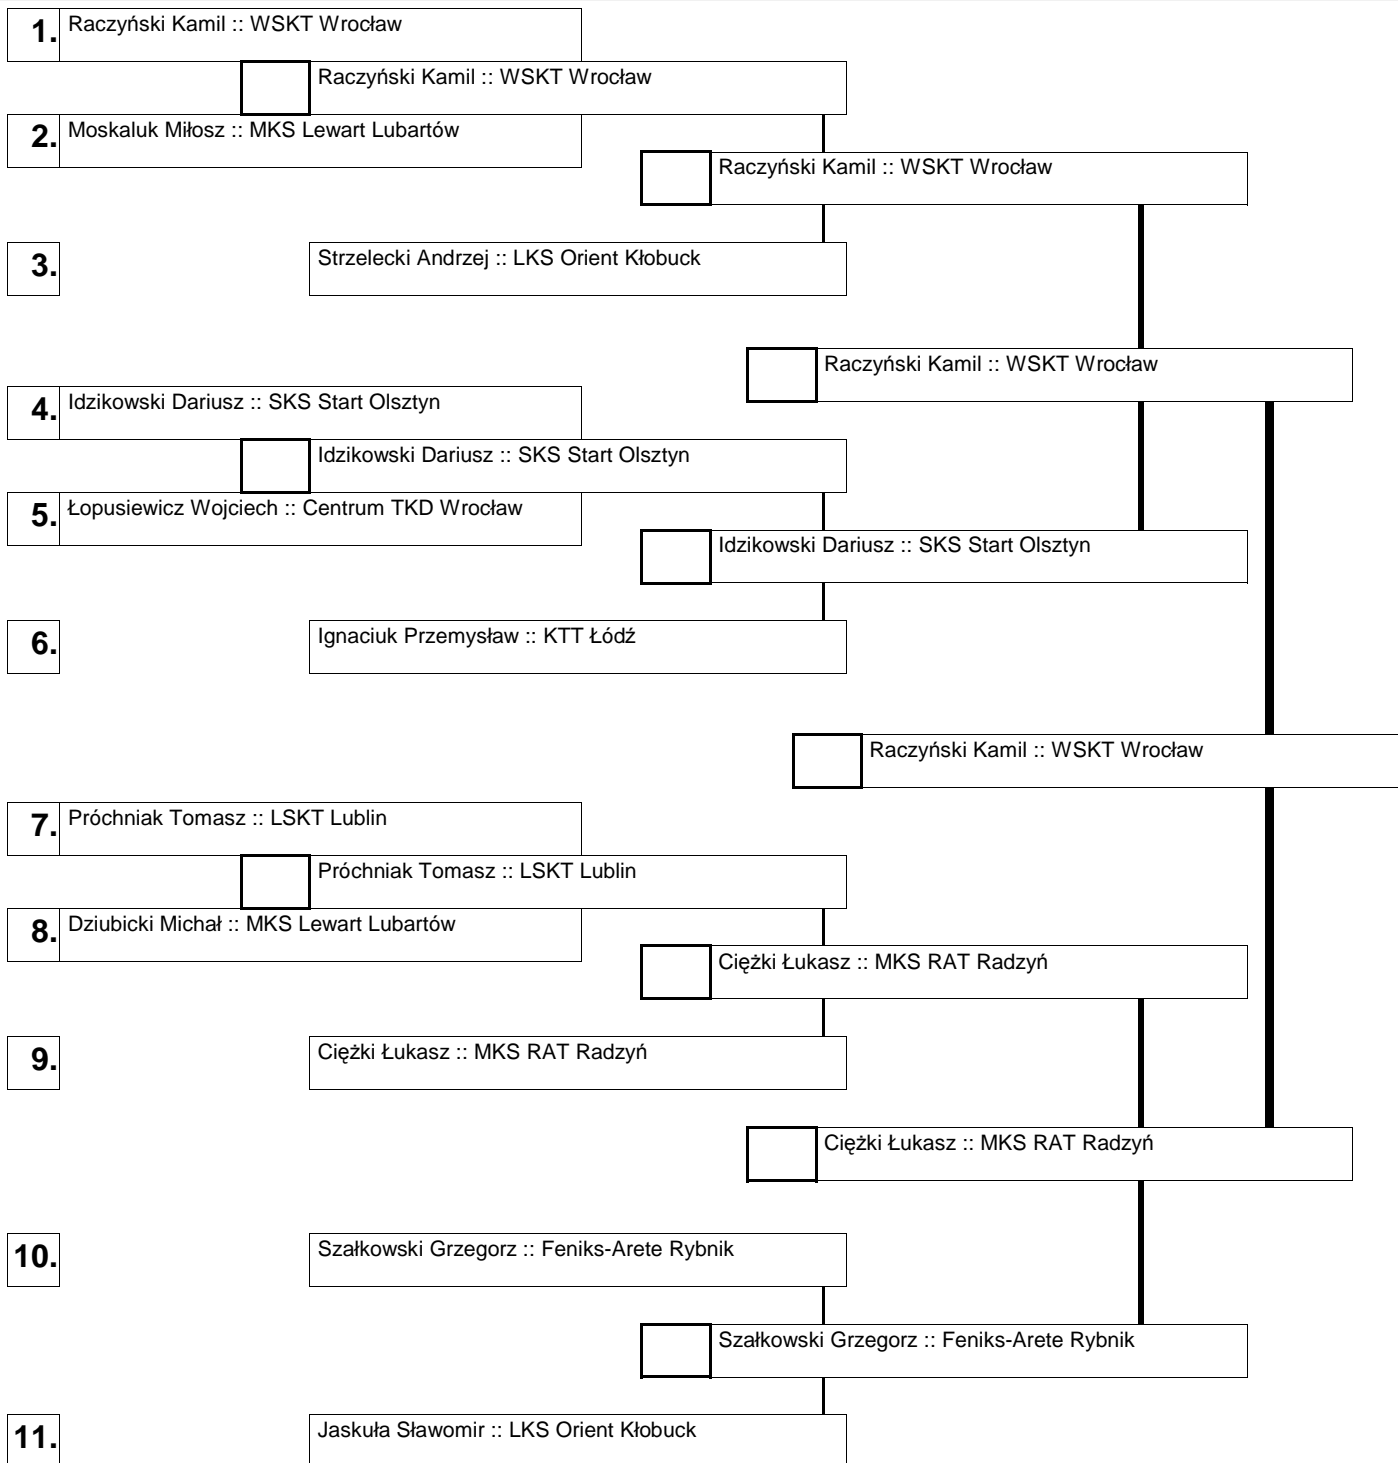 1. Raczyński Kamil :: WSKT Wrocław
Raczyński Kamil :: WSKT Wrocław
2. Moskaluk Miłosz :: MKS Lewart Lubartów
Raczyński Kamil :: WSKT Wrocław
3. Strzelecki Andrzej :: LKS Orient Kłobuck
Raczyński Kamil :: WSKT Wrocław
4. Idzikowski Dariusz :: SKS Start Olsztyn
Idzikowski Dariusz :: SKS Start Olsztyn
5. Łopusiewicz Wojciech :: Centrum TKD Wrocław
Idzikowski Dariusz :: SKS Start Olsztyn
6. Ignaciuk Przemysław :: KTT Łódź
Raczyński Kamil :: WSKT Wrocław
7. Próchniak Tomasz :: LSKT Lublin
Próchniak Tomasz :: LSKT Lublin
8. Dziubicki Michał :: MKS Lewart Lubartów
Ciężki Łukasz :: MKS RAT Radzyń
9. Ciężki Łukasz :: MKS RAT Radzyń
Ciężki Łukasz :: MKS RAT Radzyń
10. Szałkowski Grzegorz :: Feniks-Arete Rybnik
Szałkowski Grzegorz :: Feniks-Arete Rybnik
11. Jaskuła Sławomir :: LKS Orient Kłobuck